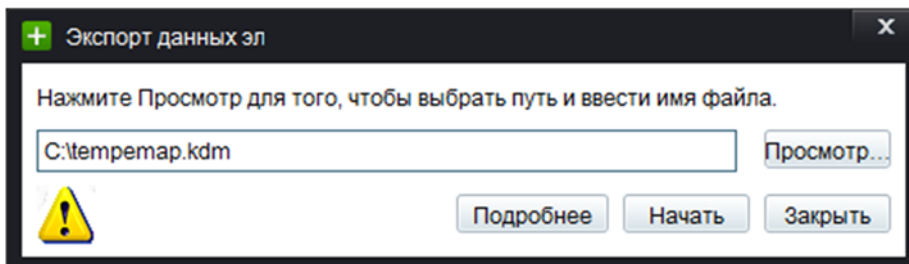 Экспорт данных эл
Нажмите Просмотр для того, чтобы выбрать путь и ввести имя файла.
C:\tempemap.kdm
Просмотр...
Подробнее
Начать
Закрыть